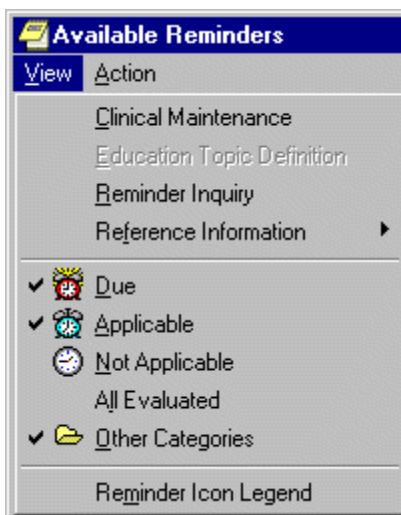 Available Reminders
View Action
Clinical Maintenance
Education Topic Definition
Reminder Inquiry
Reference Information
Due
Applicable
Not Applicable
All Evaluated
Other Categories
Reminder Icon Legend